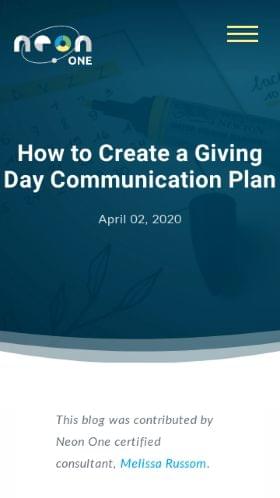 neon
ONE
How to Create a Giving
Day Communication Plan
April 02, 2020
This blog was contributed by
Neon One certified
consultant, Melissa Russom.